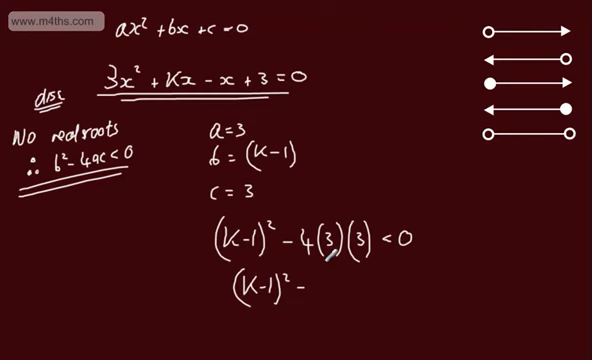 www.m4ths.com
ax² + bx + c = 0
3x² + Kx - x + 3 = 0
disc
No real roots
∴ b² - 4ac < 0
a = 3
b = (K-1)
c = 3
(K-1)² - 4(3)(3) < 0
(K-1)² -